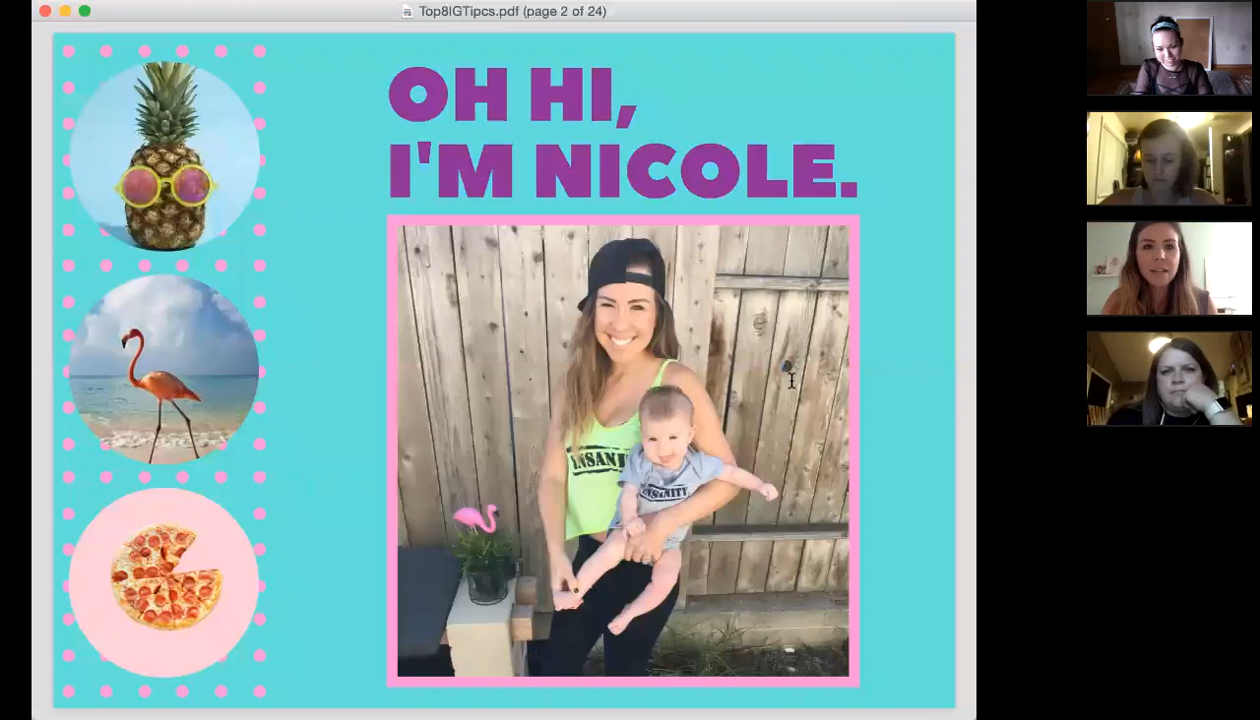 Top8IGTipcs.pdf (page 2 of 24)
OH HI,
I'M NICOLE.
INSANITY
INSANITY